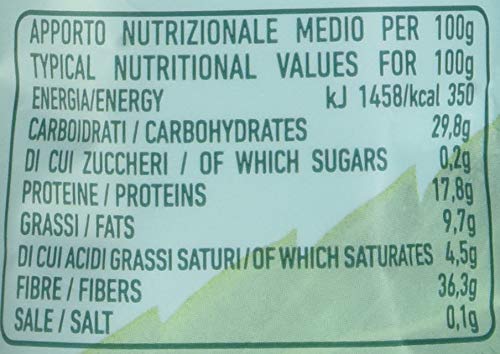 APPORTO NUTRIZIONALE MEDIO PER 100g
TYPICAL NUTRITIONAL VALUES FOR 100g
ENERGIA/ENERGY kJ 1458/kcal 350
CARBOIDRATI / CARBOHYDRATES 29,8g
DI CUI ZUCCHERI / OF WHICH SUGARS 0,2g
PROTEINE / PROTEINS 17,8g
GRASSI / FATS 9,7g
DI CUI ACIDI GRASSI SATURI / OF WHICH SATURATES 4,5g
FIBRE / FIBERS 36,3g
SALE / SALT 0,1g